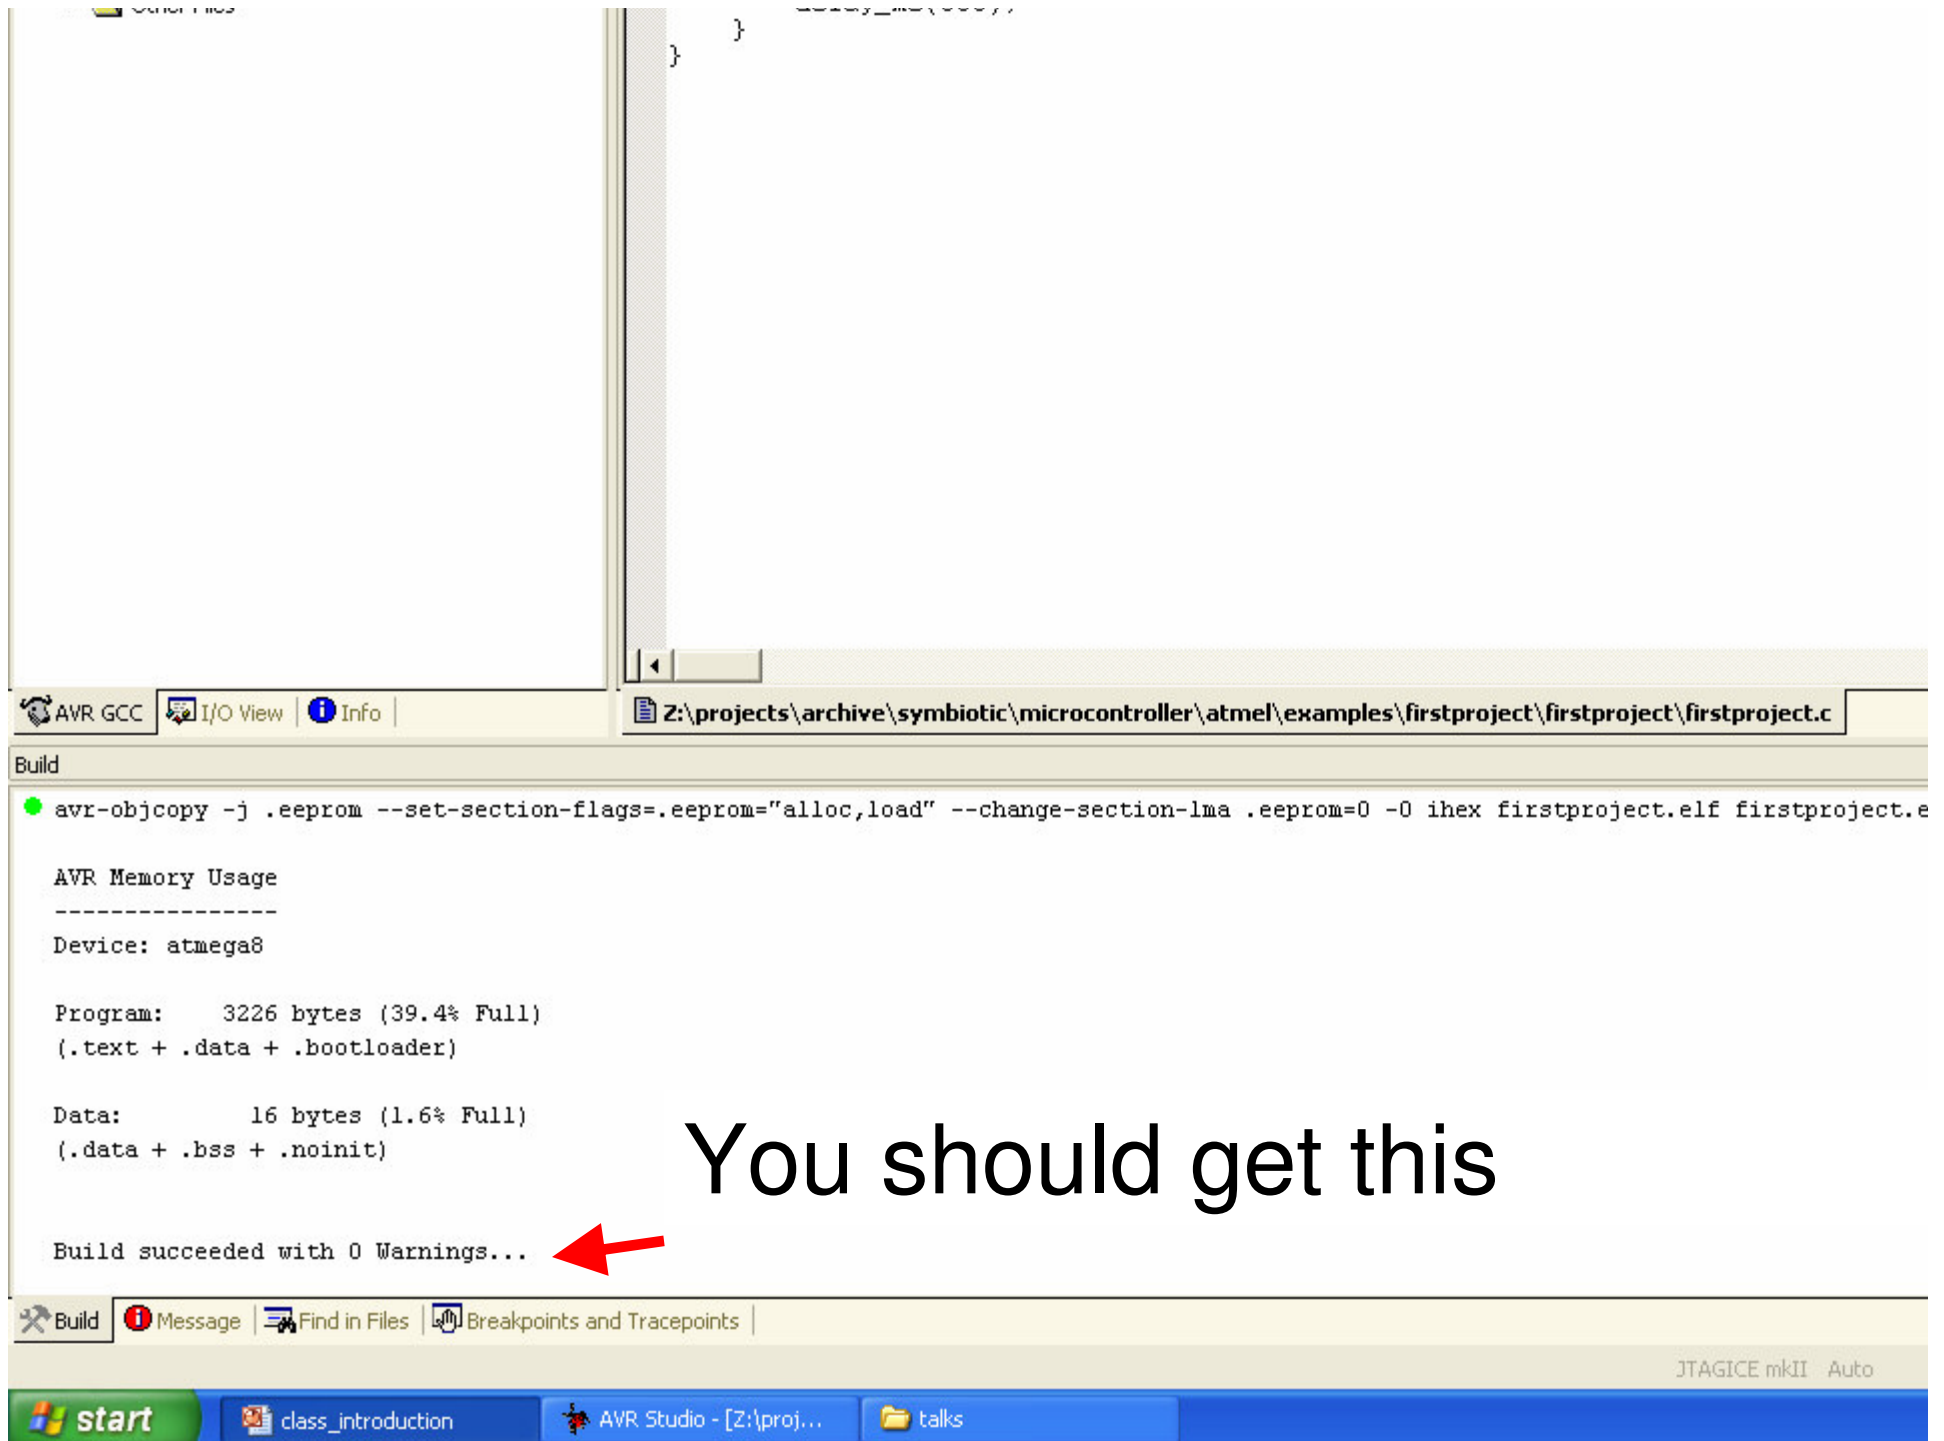 Other Files
}
}
AVR GCC
I/O View
Info
Z:\projects\archive\symbiotic\microcontroller\atmel\examples\firstproject\firstproject\firstproject.c
Build
avr-objcopy -j .eeprom --set-section-flags=.eeprom="alloc,load" --change-section-lma .eeprom=0 -O ihex firstproject.elf firstproject.e
AVR Memory Usage
----------------
Device: atmega8
Program:    3226 bytes (39.4% Full)
(.text + .data + .bootloader)
Data:         16 bytes (1.6% Full)
(.data + .bss + .noinit)
You should get this
Build succeeded with 0 Warnings...
Build
Message
Find in Files
Breakpoints and Tracepoints
JTAGICE mkII Auto
start
class_introduction
AVR Studio - [Z:\proj...
talks